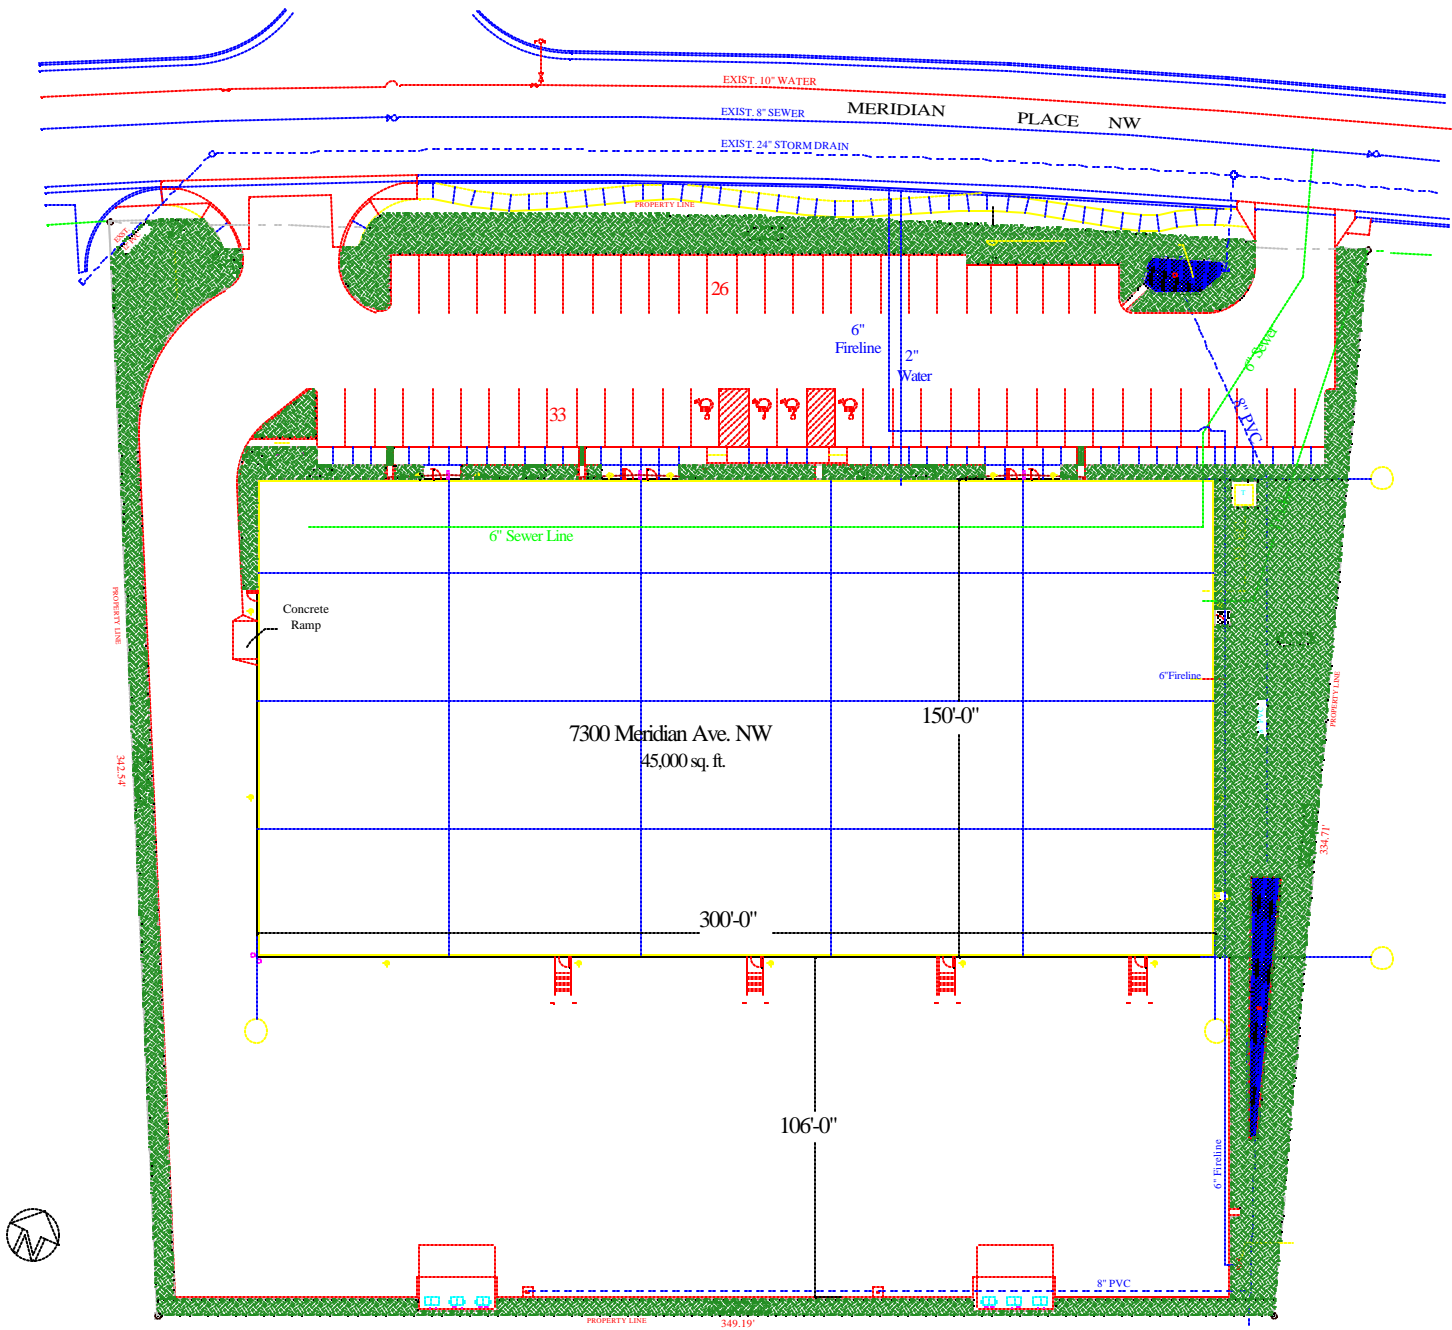 EXIST. 10" WATER
EXIST. 8" SEWER
MERIDIAN PLACE NW
EXIST. 24" STORM DRAIN
PROPERTY LINE
26
6"
Fireline
2"
Water
6" Sewer
8" PVC
33
6" Sewer Line
PROPERTY LINE
Concrete
Ramp
6"Fireline
PROPERTY LINE
150'-0"
7300 Meridian Ave. NW
45,000 sq. ft.
342.54'
334.71'
300'-0"
106'-0"
6" Fireline
N
8" PVC
PROPERTY LINE
349.19'